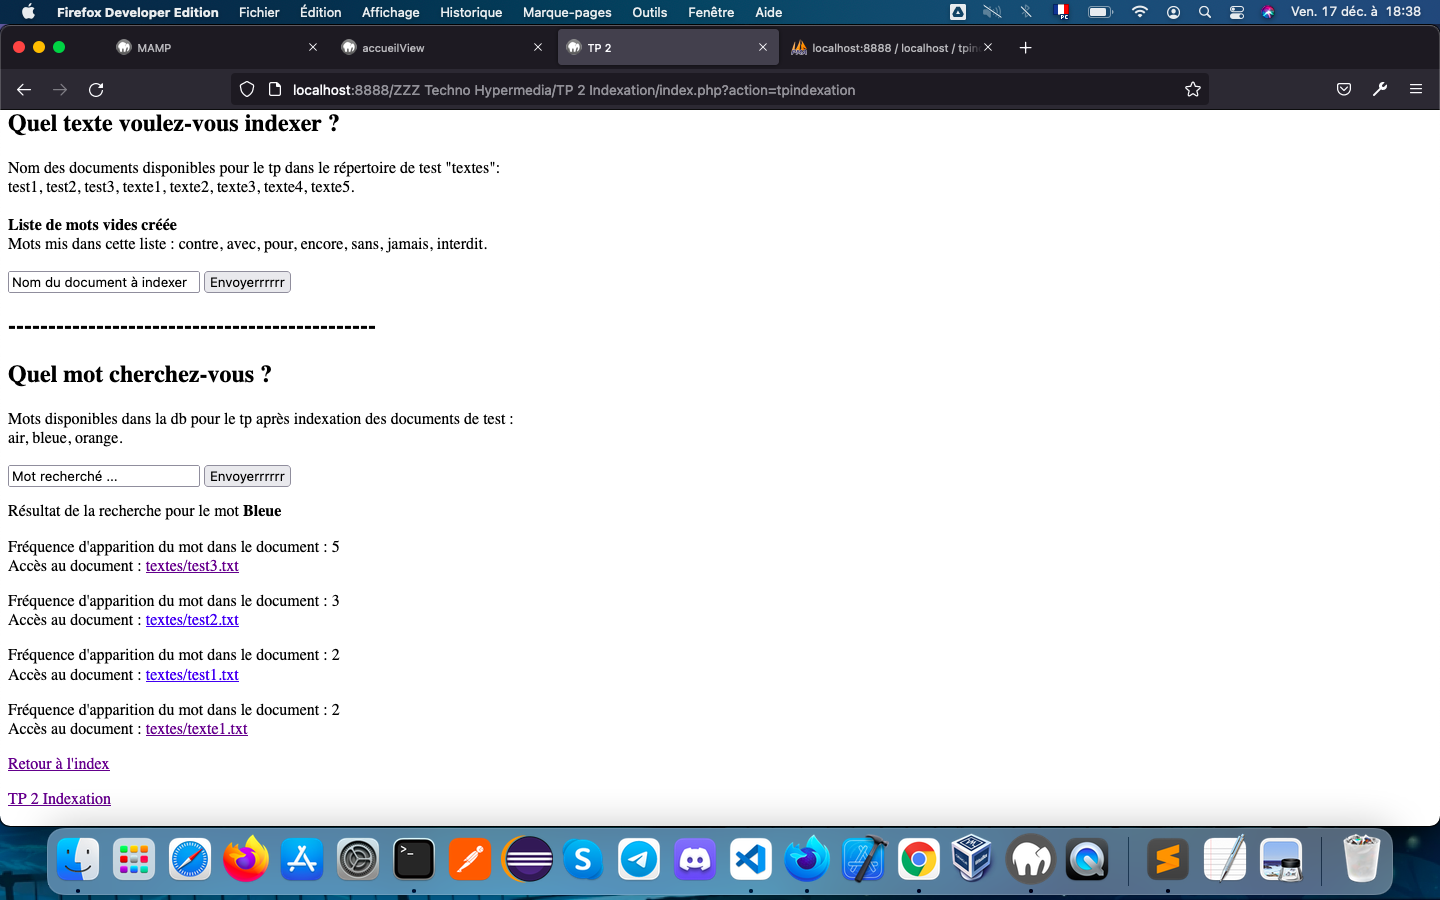 Firefox Developer Edition Fichier Édition Affichage Historique Marque-pages Outils Fenêtre Aide Ven. 17 déc. à 18:38
MAMP accueilView TP 2 localhost:8888 / localhost / tpin
localhost:8888/ZZZ Techno Hypermedia/TP 2 Indexation/index.php?action=tpindexation
Quel texte voulez-vous indexer ?
Nom des documents disponibles pour le tp dans le répertoire de test "textes":
test1, test2, test3, texte1, texte2, texte3, texte4, texte5.
Liste de mots vides créée
Mots mis dans cette liste : contre, avec, pour, encore, sans, jamais, interdit.
Nom du document à indexer Envoyerrrrrr
----------------------------------------------
Quel mot cherchez-vous ?
Mots disponibles dans la db pour le tp après indexation des documents de test :
air, bleue, orange.
Mot recherché ... Envoyerrrrrr
Résultat de la recherche pour le mot Bleue
Fréquence d'apparition du mot dans le document : 5
Accès au document : textes/test3.txt
Fréquence d'apparition du mot dans le document : 3
Accès au document : textes/test2.txt
Fréquence d'apparition du mot dans le document : 2
Accès au document : textes/test1.txt
Fréquence d'apparition du mot dans le document : 2
Accès au document : textes/texte1.txt
Retour à l'index
TP 2 Indexation